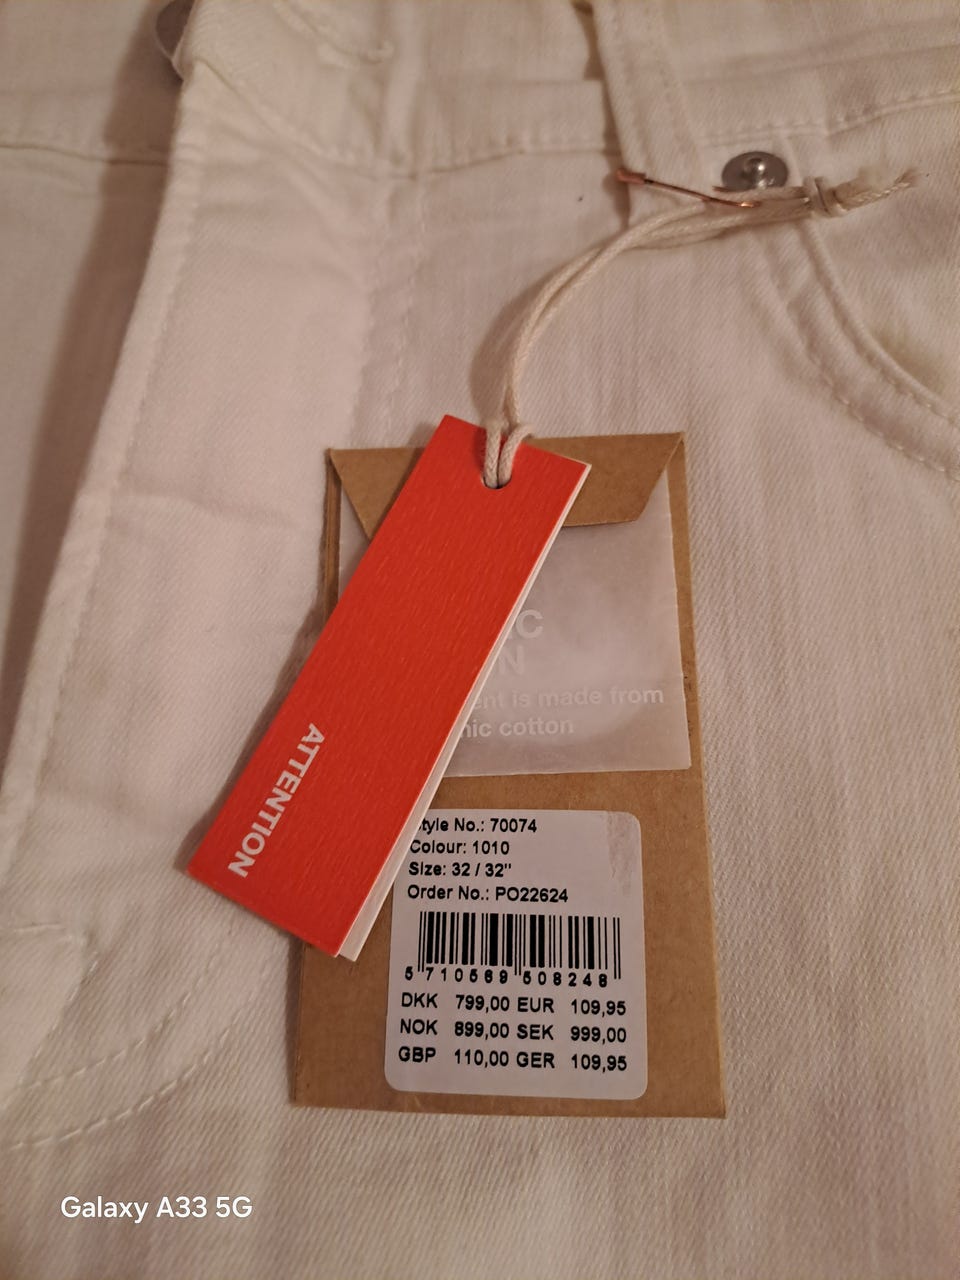 ATTENTION
ent is made from
nic cotton
Style No.: 70074
Colour: 1010
Size: 32 / 32"
Order No.: PO22624
5 710569 508248
DKK 799,00 EUR 109,95
NOK 899,00 SEK 999,00
GBP 110,00 GER 109,95
Galaxy A33 5G